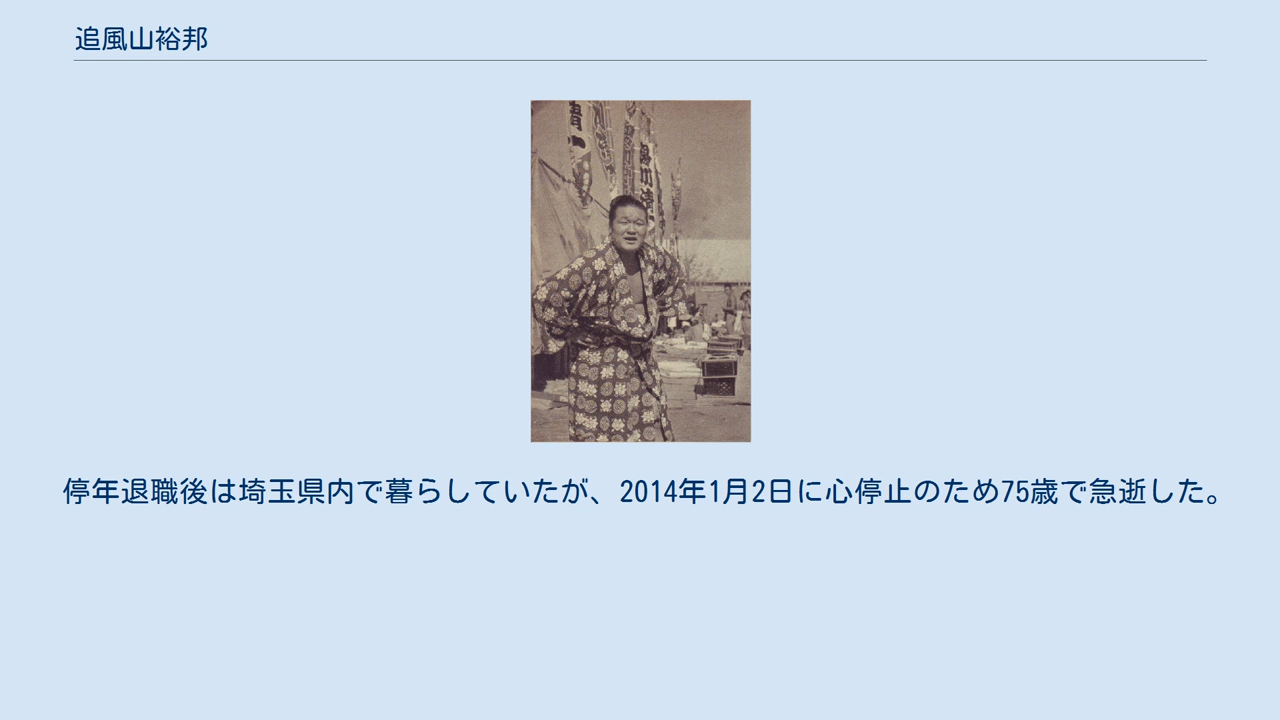 追風山裕邦
停年退職後は埼玉県内で暮らしていたが、2014年1月2日に心停止のため75歳で急逝した。